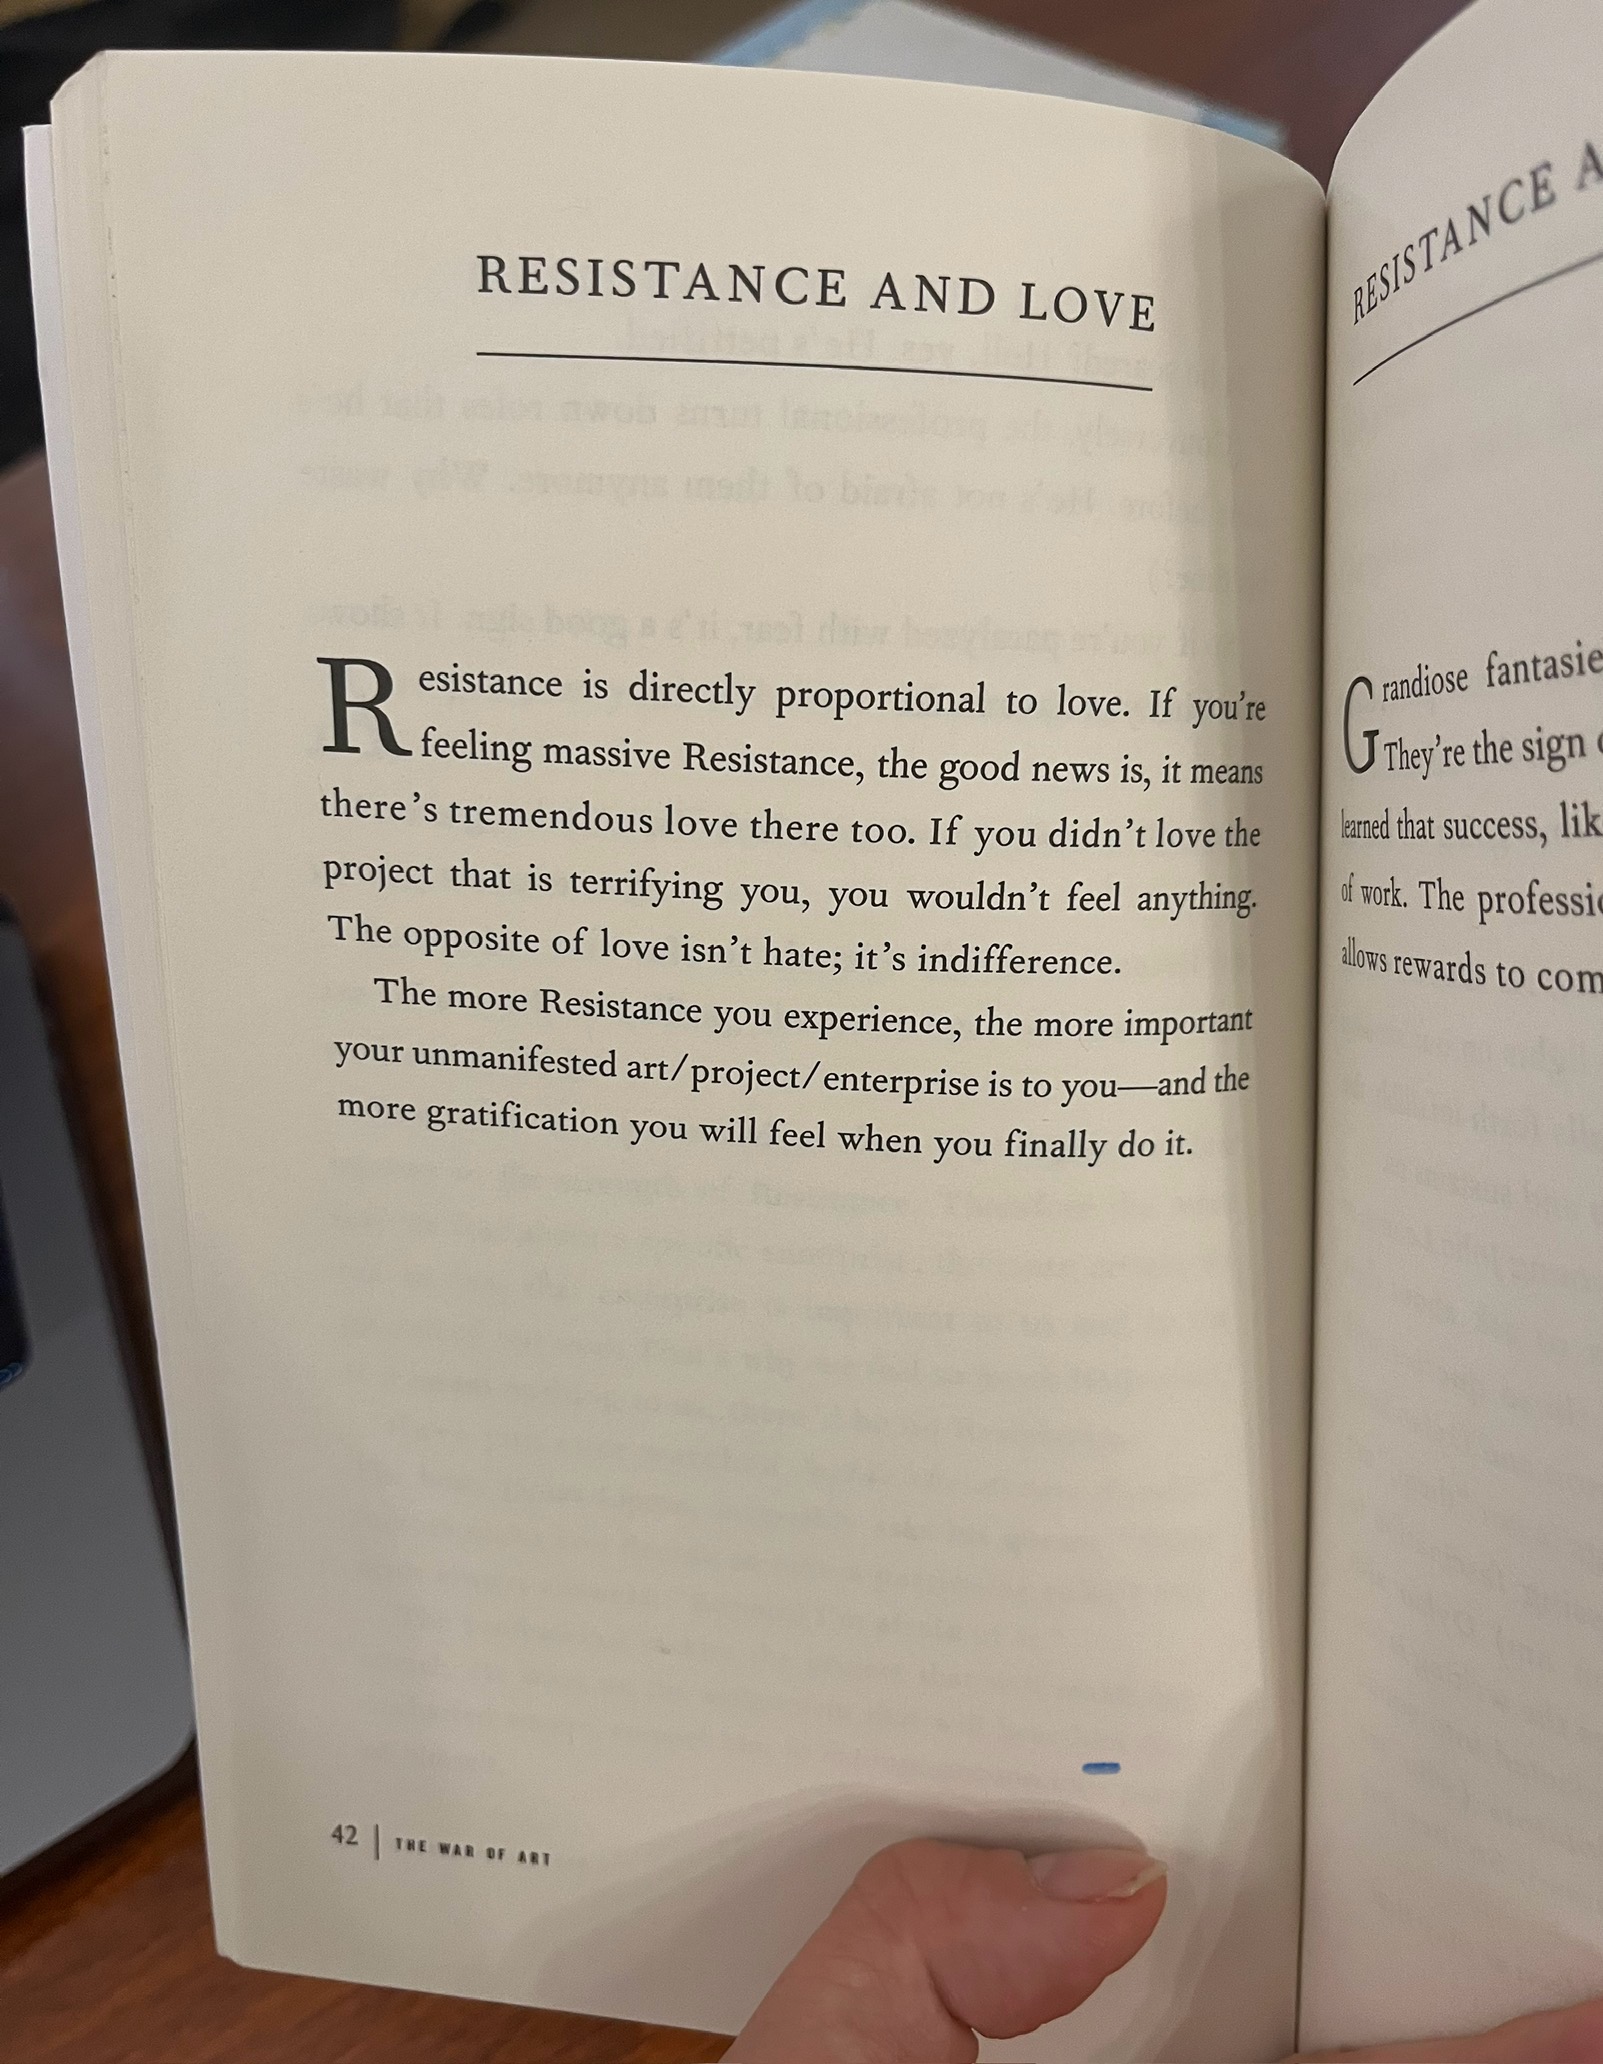 RESISTANCE AND LOVE
Resistance is directly proportional to love. If you're
feeling massive Resistance, the good news is, it means
there's tremendous love there too. If you didn't love the
project that is terrifying you, you wouldn't feel anything.
The opposite of love isn't hate; it's indifference.
The more Resistance you experience, the more important
your unmanifested art/project/enterprise is to you—and the
more gratification you will feel when you finally do it.
42 | THE WAR OF ART
RESISTANCE A
Grandiose fantasie
They're the sign
learned that success, lik
of work. The professi
allows rewards to com